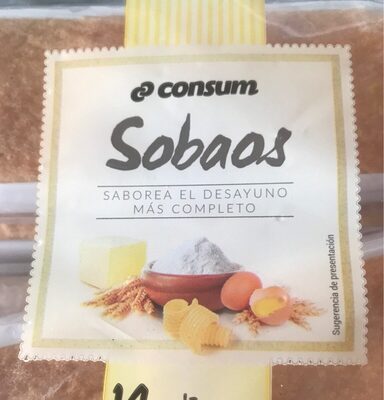 consum
Sobaos
SABOREA EL DESAYUNO
MÁS COMPLETO
Sugerencia de presentación